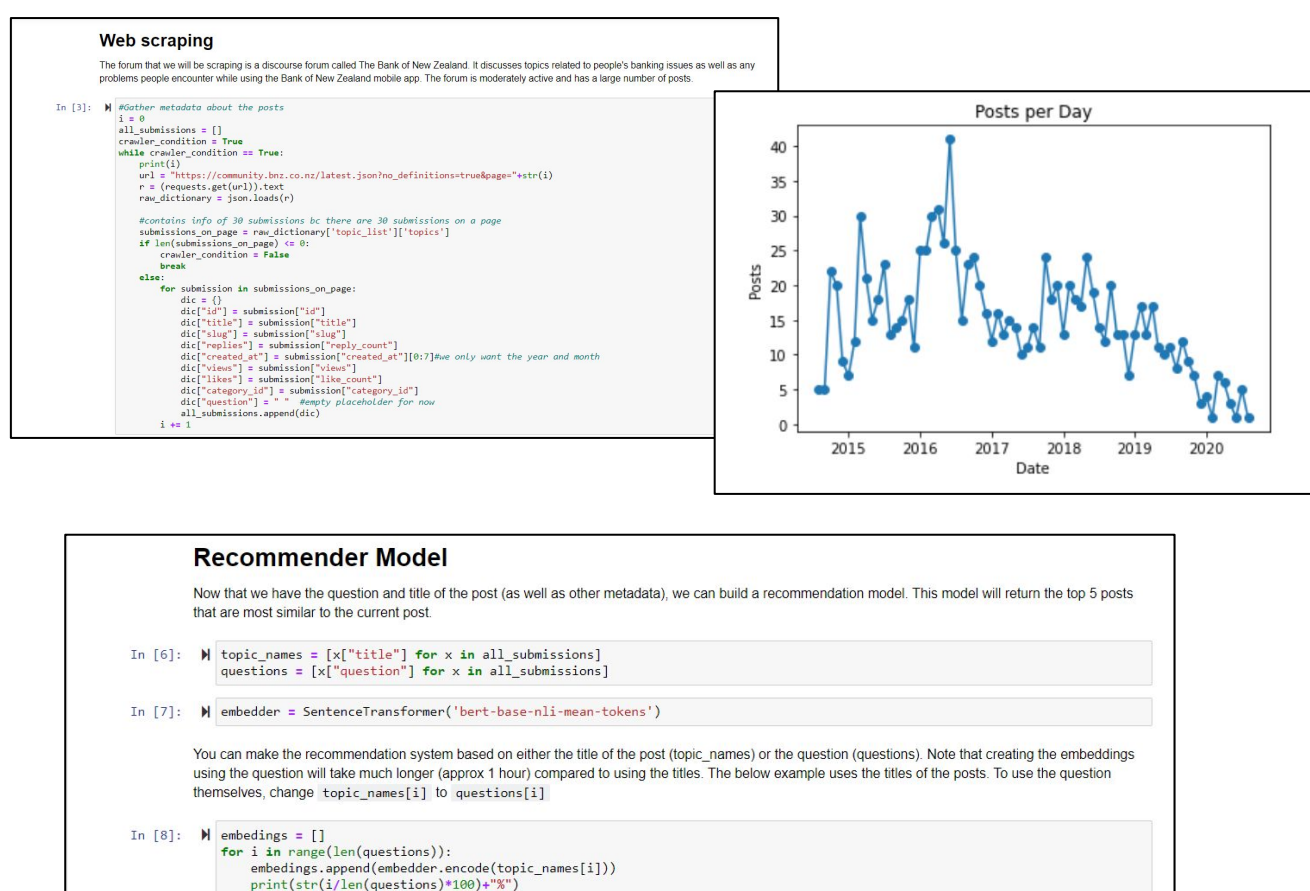 Web scraping
The forum that we will be scraping is a discourse forum called The Bank of New Zealand. It discusses topics related to people's banking issues as well as any
problems people encounter while using the Bank of New Zealand mobile app. The forum is moderately active and has a large number of posts.
In [3]:
#Gather metadata about the posts
i = 0
all_submissions = []
crawler_condition = True
while crawler_condition == True:
    print(i)
    url = "https://community.bnz.co.nz/latest.json?no_definitions=true&page="+str(i)
    r = (requests.get(url)).text
    raw_dictionary = json.loads(r)
    #contains info of 30 submissions bc there are 30 submissions on a page
    submissions_on_page = raw_dictionary['topic_list']['topics']
    if len(submissions_on_page) <= 0:
        crawler_condition = False
        break
    else:
        for submission in submissions_on_page:
            dic = {}
            dic["id"] = submission["id"]
            dic["title"] = submission["title"]
            dic["slug"] = submission["slug"]
            dic["replies"] = submission["reply_count"]
            dic["created_at"] = submission["created_at"][0:7]#we only want the year and month
            dic["views"] = submission["views"]
            dic["likes"] = submission["like_count"]
            dic["category_id"] = submission["category_id"]
            dic["question"] = " "  #empty placeholder for now
            all_submissions.append(dic)
        i += 1
Posts per Day
40
35
30
25
20
15
10
5
0
Posts
2015 2016 2017 2018 2019 2020
Date
Recommender Model
Now that we have the question and title of the post (as well as other metadata), we can build a recommendation model. This model will return the top 5 posts
that are most similar to the current post.
In [6]:
topic_names = [x["title"] for x in all_submissions]
questions = [x["question"] for x in all_submissions]
In [7]:
embedder = SentenceTransformer('bert-base-nli-mean-tokens')
You can make the recommendation system based on either the title of the post (topic_names) or the question (questions). Note that creating the embeddings
using the question will take much longer (approx 1 hour) compared to using the titles. The below example uses the titles of the posts. To use the question
themselves, change topic_names[i] to questions[i]
In [8]:
embedings = []
for i in range(len(questions)):
    embedings.append(embedder.encode(topic_names[i]))
    print(str(i/len(questions)*100)+"%")